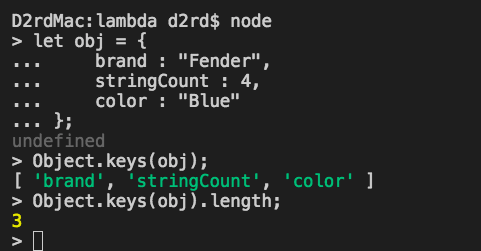 D2rdMac:lambda d2rd$ node
> let obj = {
...     brand : "Fender",
...     stringCount : 4,
...     color : "Blue"
... };
undefined
> Object.keys(obj);
[ 'brand', 'stringCount', 'color' ]
> Object.keys(obj).length;
3
>